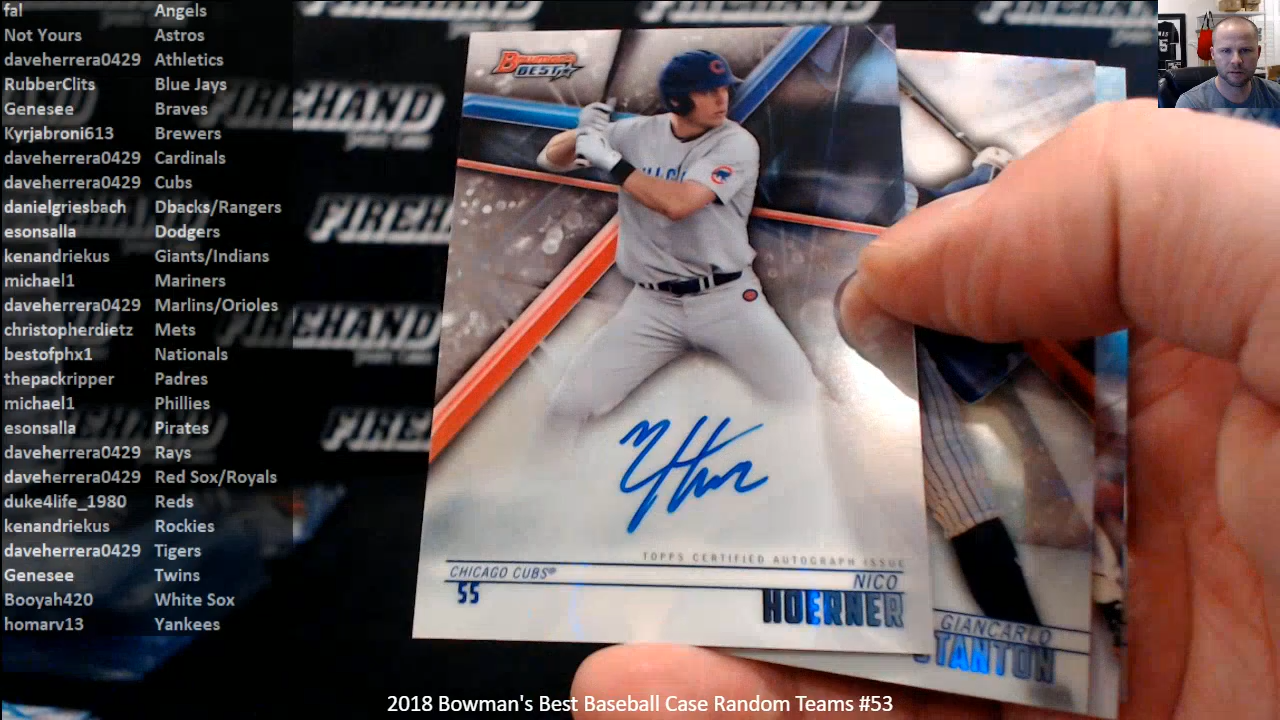 fal Angels
Not Yours Astros
daveherrera0429 Athletics
RubberClits Blue Jays
Genesee Braves
Kyrjabroni613 Brewers
daveherrera0429 Cardinals
daveherrera0429 Cubs
danielgriesbach Dbacks/Rangers
esonsalla Dodgers
kenandriekus Giants/Indians
michael1 Mariners
daveherrera0429 Marlins/Orioles
christopherdietz Mets
bestofphx1 Nationals
thepackripper Padres
michael1 Phillies
esonsalla Pirates
daveherrera0429 Rays
daveherrera0429 Red Sox/Royals
duke4life_1980 Reds
kenandriekus Rockies
daveherrera0429 Tigers
Genesee Twins
Booyah420 White Sox
homarv13 Yankees
FIREHAND
FIREHAND
FIREHAND
BOWMAN'S
BEST
TOPPS CERTIFIED AUTOGRAPH ISSUE
CHICAGO CUBS®
55
NICO
HOERNER
GIANCARLO
STANTON
2018 Bowman's Best Baseball Case Random Teams #53